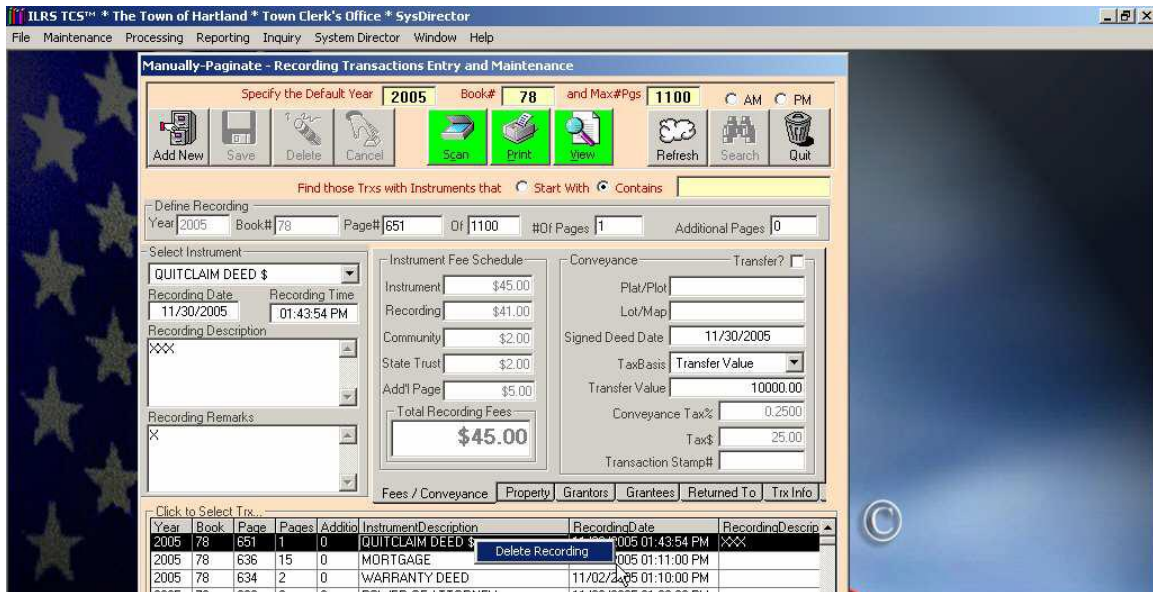 ILRS TCS™ * The Town of Hartland * Town Clerk's Office * SysDirector
File Maintenance Processing Reporting Inquiry System Director Window Help
Manually-Paginate - Recording Transactions Entry and Maintenance
Specify the Default Year 2005 Book# 78 and Max#Pgs 1100 AM PM
Add New Save Delete Cancel Scan Print View Refresh Search Quit
Find those Trxs with Instruments that Start With Contains
Define Recording
Year 2005 Book# 78 Page# 651 Of 1100 #Of Pages 1 Additional Pages 0
Select Instrument
QUITCLAIM DEED $
Recording Date Recording Time
11/30/2005 01:43:54 PM
Recording Description
XXX
Recording Remarks
X
Instrument Fee Schedule
Instrument $45.00
Recording $41.00
Community $2.00
State Trust $2.00
Add'l Page $5.00
Total Recording Fees
$45.00
Conveyance Transfer?
Plat/Plot
Lot/Map
Signed Deed Date 11/30/2005
TaxBasis Transfer Value
Transfer Value 10000.00
Conveyance Tax% 0.2500
Tax$ 25.00
Transaction Stamp#
Fees / Conveyance Property Grantors Grantees Returned To Trx Info
Click to Select Trx...
Year Book Page Pages Additio InstrumentDescription RecordingDate RecordingDescrip
2005 78 651 1 0 QUITCLAIM DEED $ 2005 01:43:54 PM XXX
Delete Recording
2005 78 636 15 0 MORTGAGE 2005 01:11:00 PM
2005 78 634 2 0 WARRANTY DEED 11/02/2005 01:10:00 PM
©